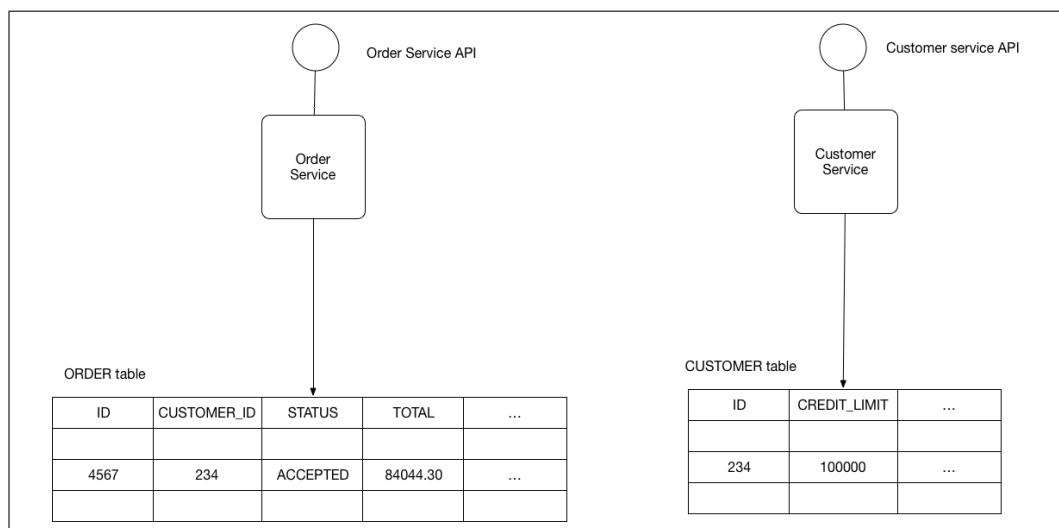 Order Service API
Customer service API
Order
Service
Customer
Service
ORDER table
ID CUSTOMER_ID STATUS TOTAL ...
4567 234 ACCEPTED 84044.30 ...
CUSTOMER table
ID CREDIT_LIMIT ...
234 100000 ...